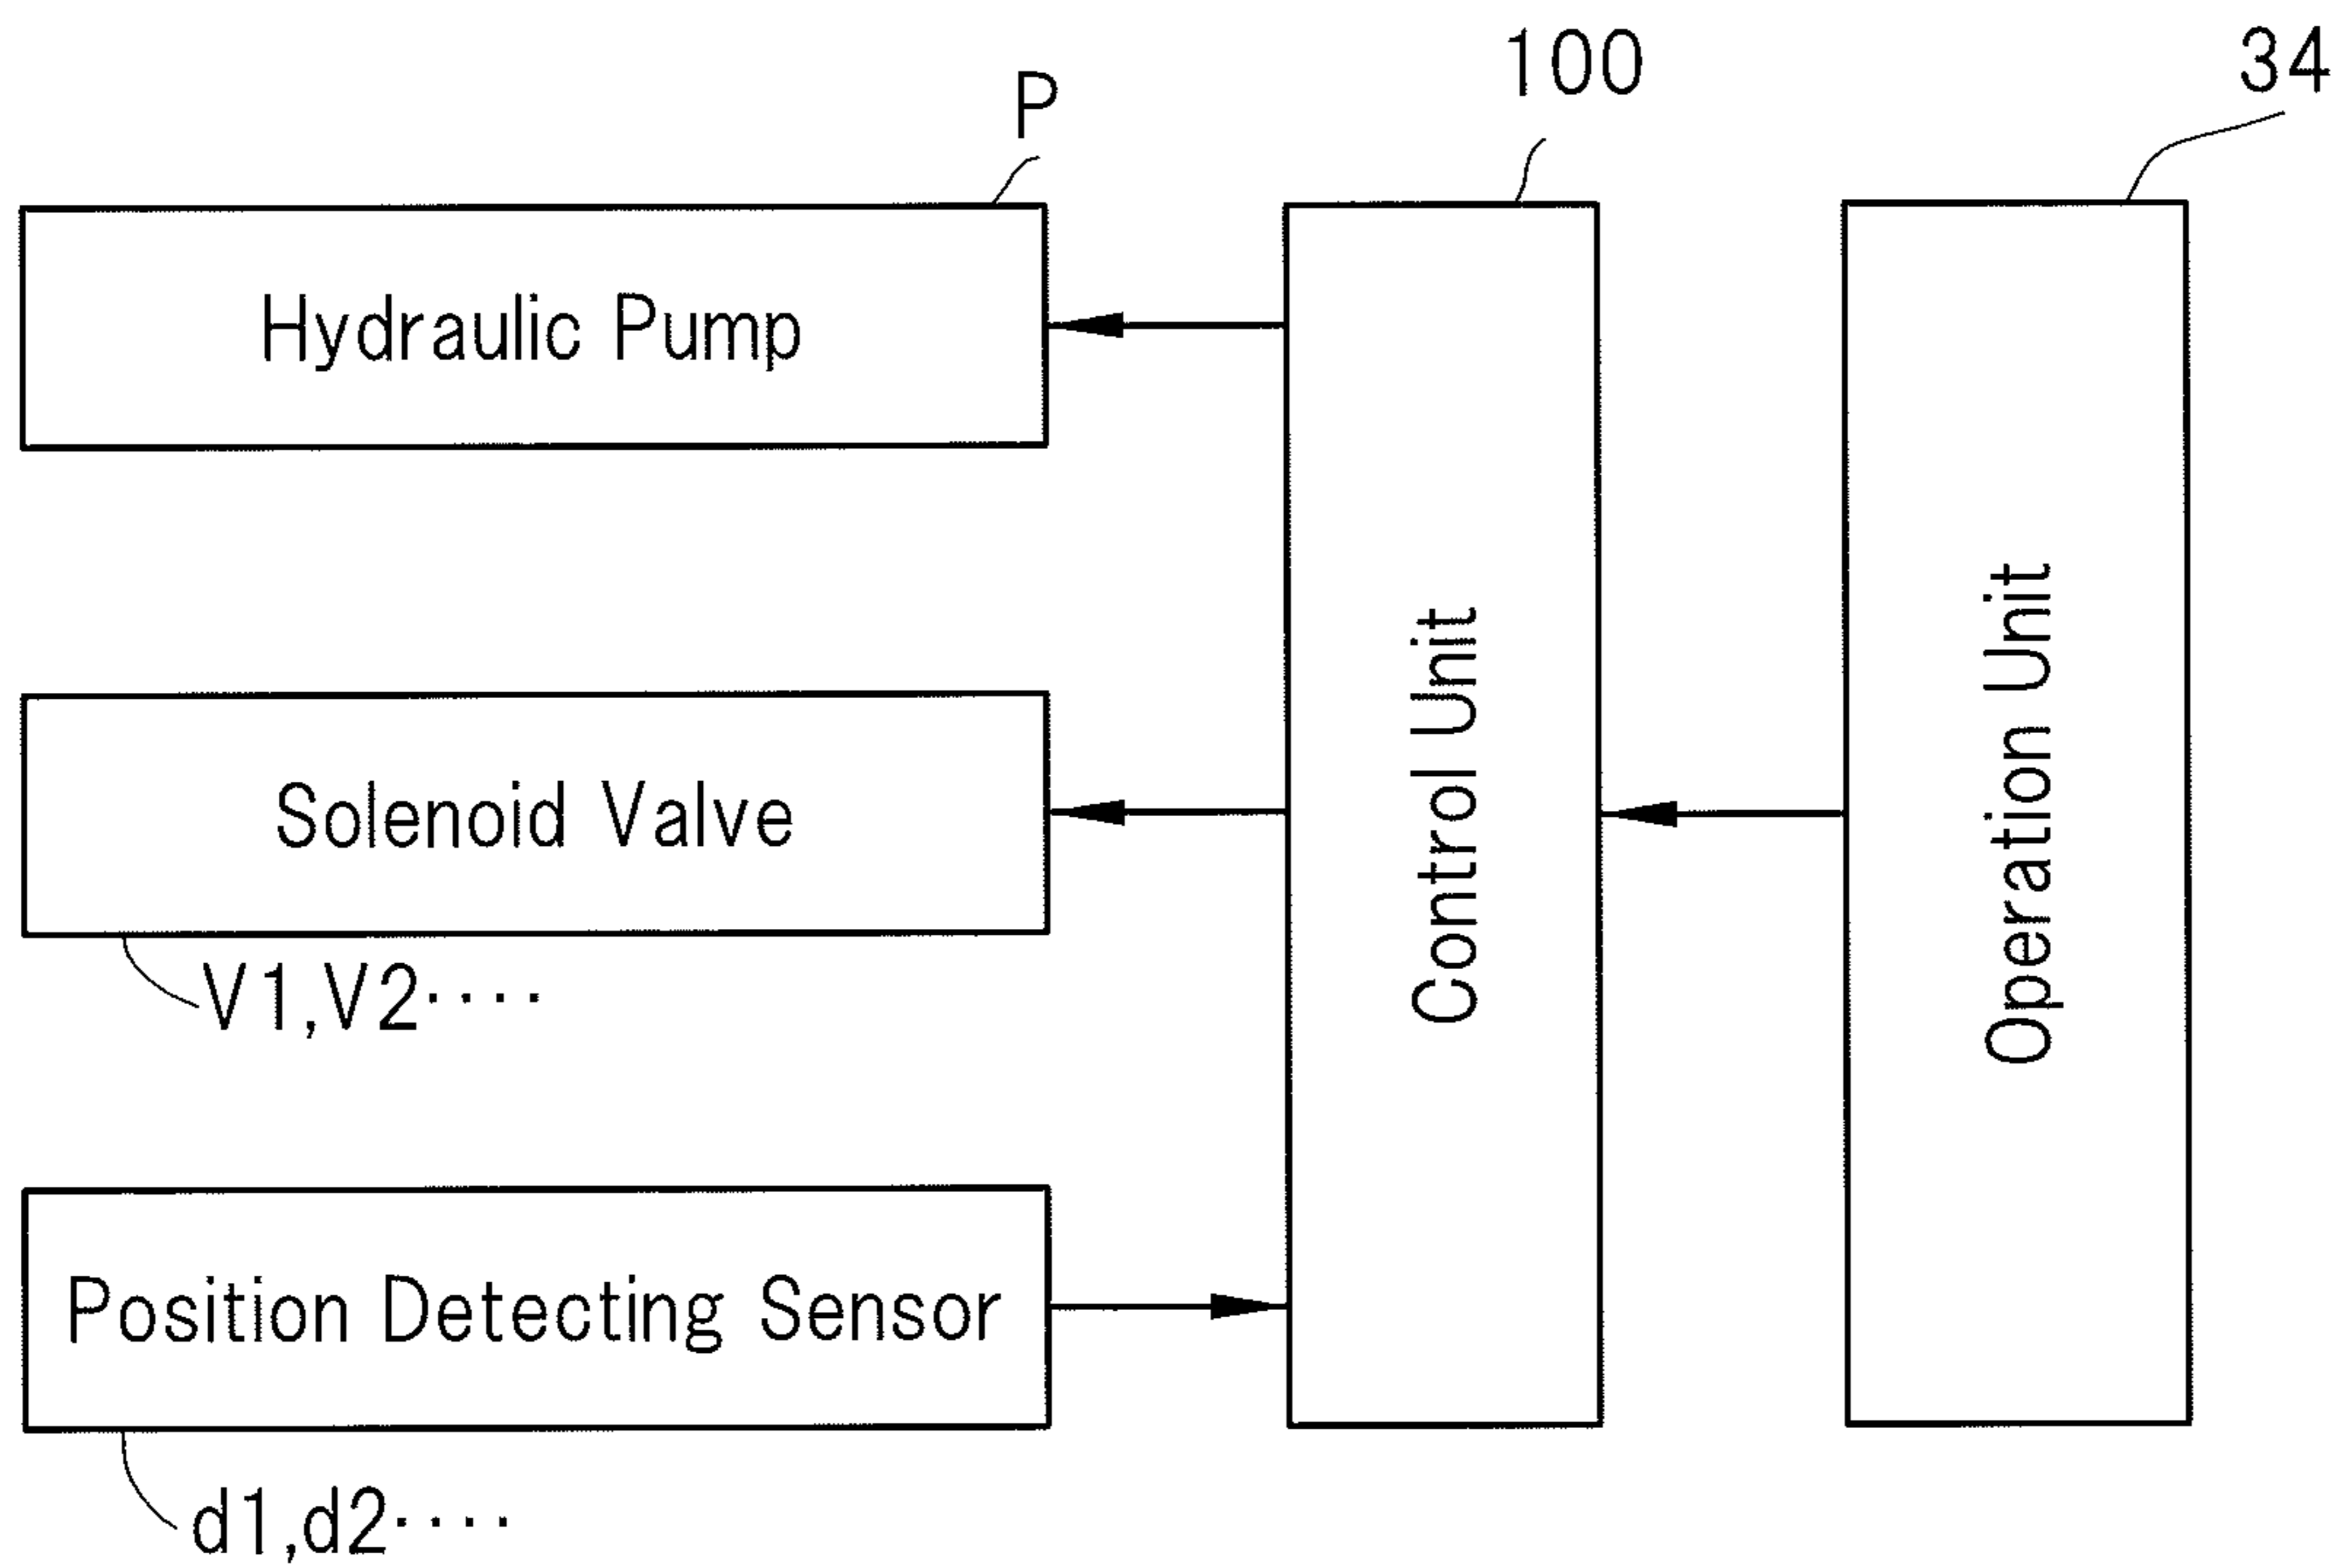 P
100
34
Hydraulic Pump
Solenoid Valve
V1,V2····
Position Detecting Sensor
d1,d2····
Control Unit
Operation Unit